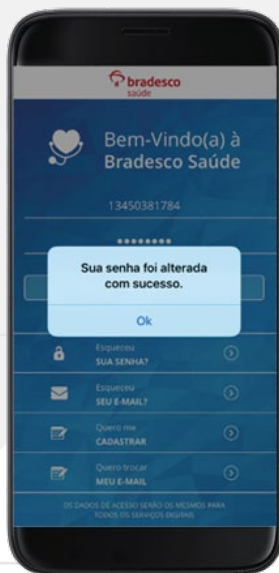 bradesco
saúde
Bem-Vindo(a) à
Bradesco Saúde
13450381784
Sua senha foi alterada
com sucesso.
Ok
Esqueceu
SUA SENHA?
Esqueceu
SEU E-MAIL?
Quero me
CADASTRAR
Quero trocar
MEU E-MAIL
OS DADOS DE ACESSO SERÃO OS MESMOS PARA
TODOS OS SERVIÇOS DIGITAIS